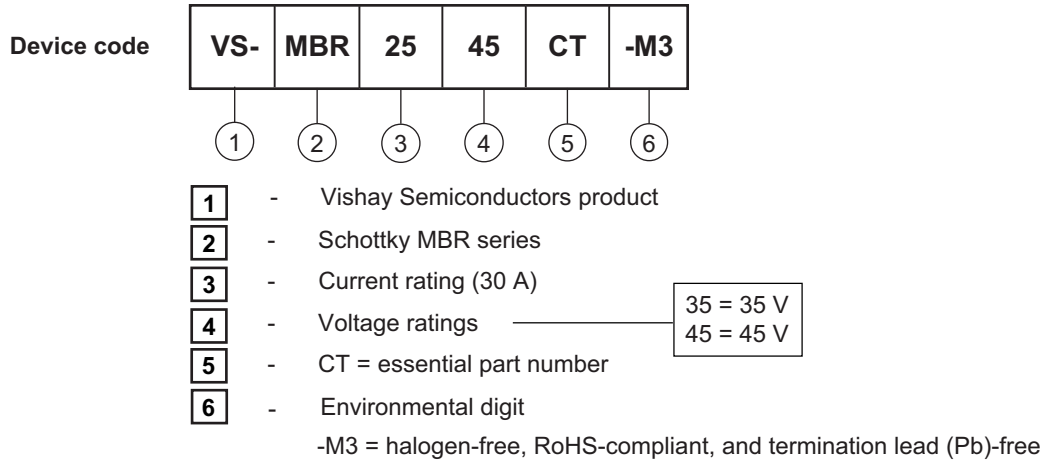 Device code VS- MBR 25 45 CT -M3
1 2 3 4 5 6
1 - Vishay Semiconductors product
2 - Schottky MBR series
3 - Current rating (30 A)
35 = 35 V
4 - Voltage ratings
45 = 45 V
5 - CT = essential part number
6 - Environmental digit
-M3 = halogen-free, RoHS-compliant, and termination lead (Pb)-free